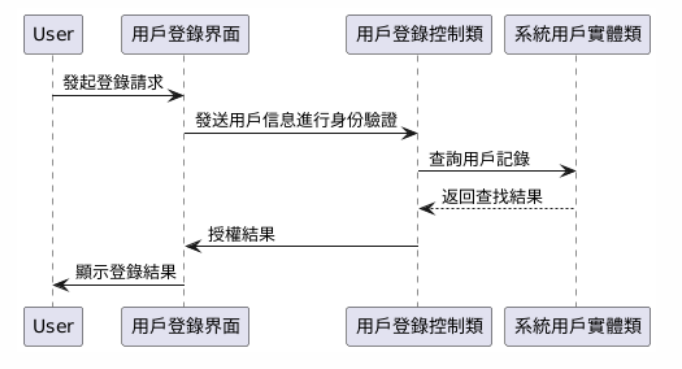 User 用戶登錄界面 用戶登錄控制類 系統用戶實體類
發起登錄請求
發送用戶信息進行身份驗證
查詢用戶記錄
返回查找結果
授權結果
顯示登錄結果
User 用戶登錄界面 用戶登錄控制類 系統用戶實體類